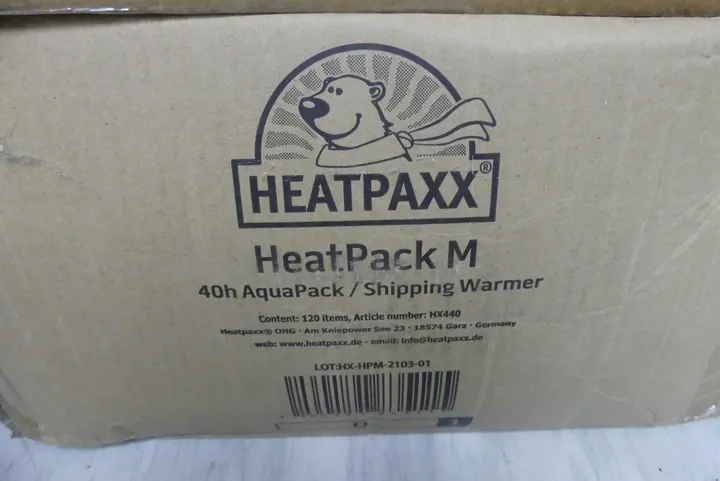 HEATPAXX®
HeatPack M
40h AquaPack / Shipping Warmer
Content: 120 items, Article number: HX440
Heatpaxx® OHG · Am Kniepower See 23 · 18574 Garz · Germany
web: www.heatpaxx.de - email: info@heatpaxx.de
LOT:HX-HPM-2103-01